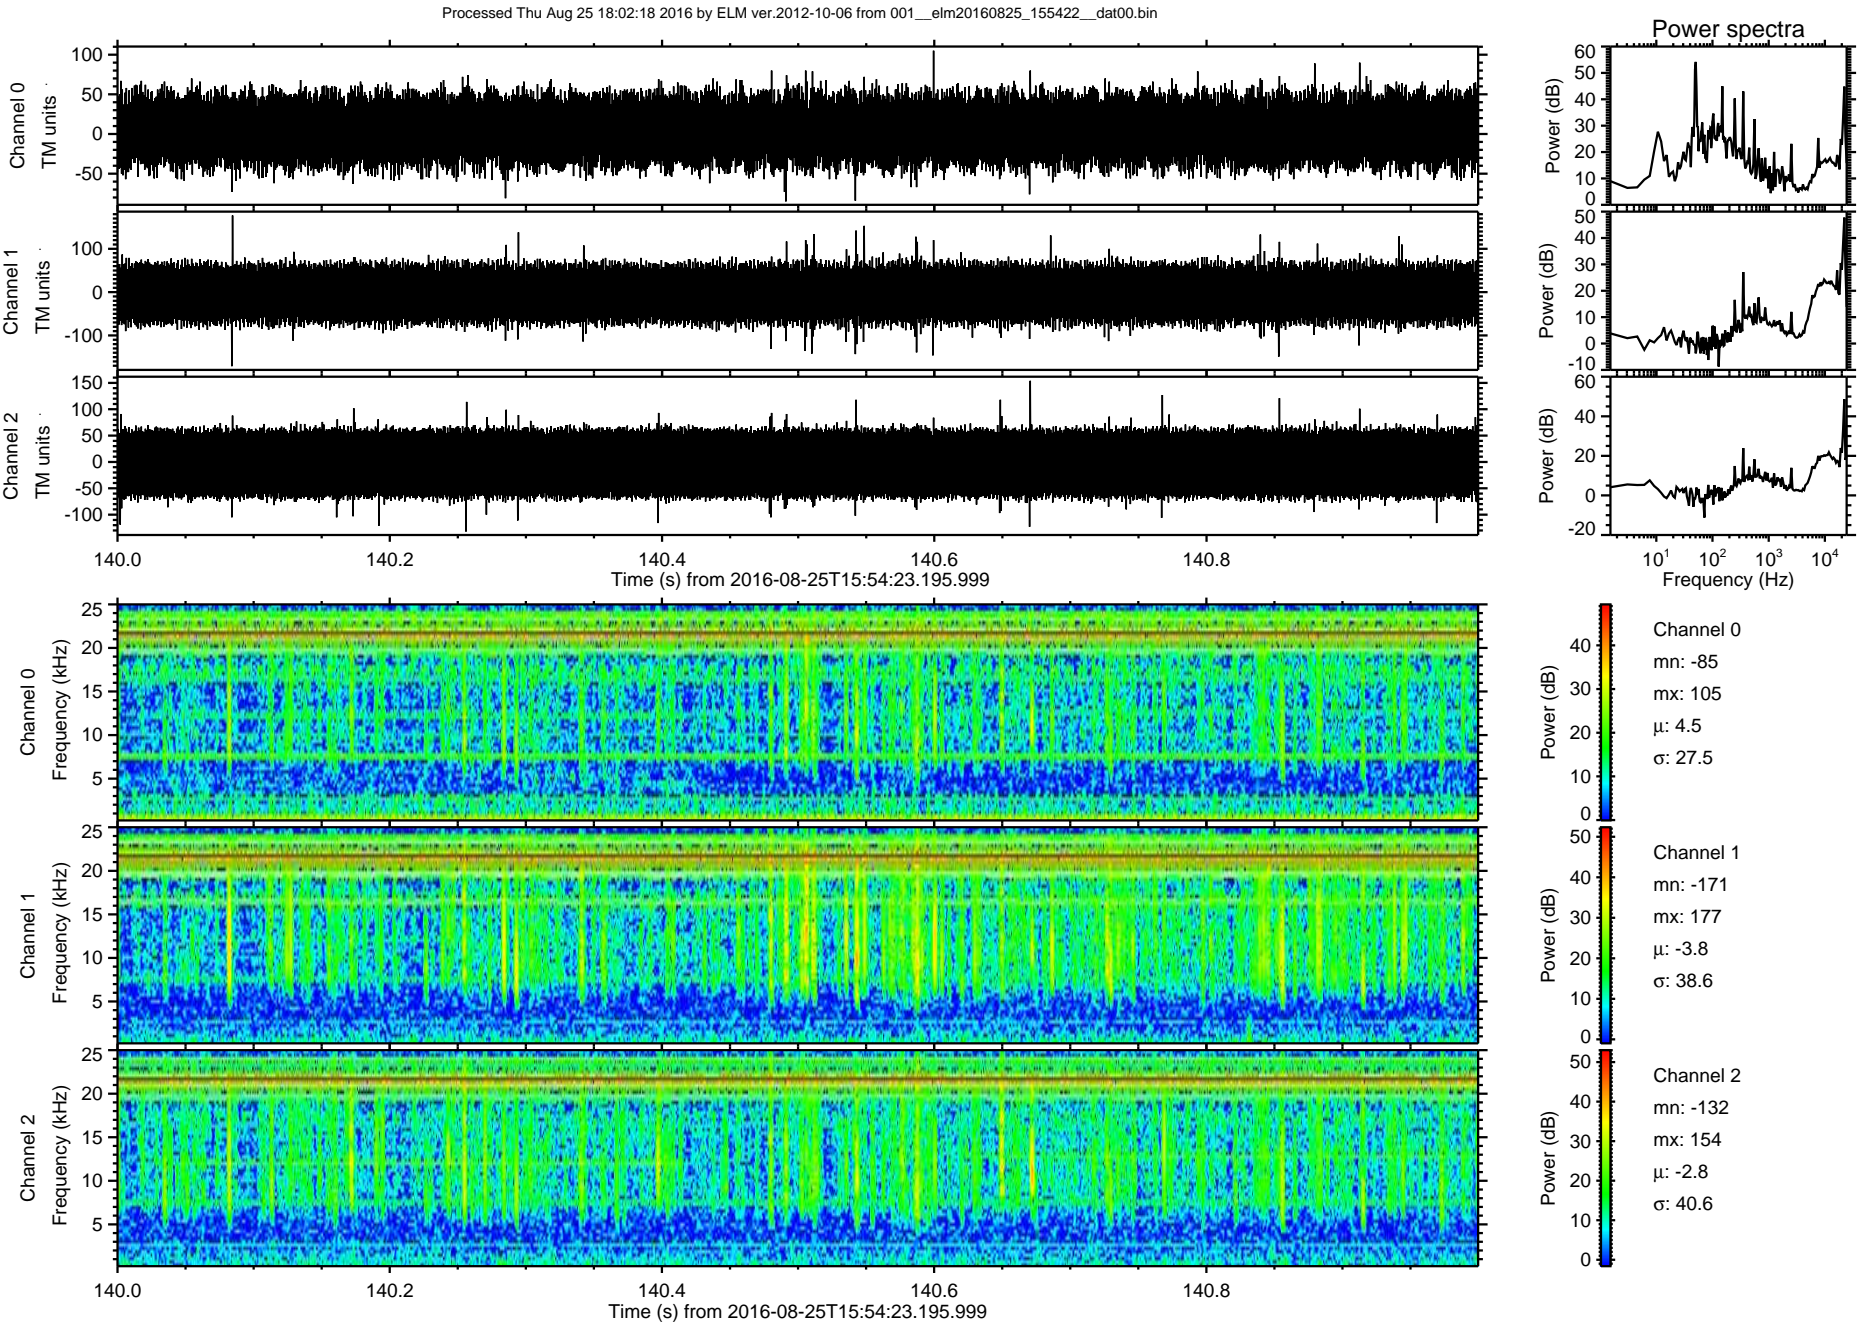 Processed Thu Aug 25 18:02:18 2016 by ELM ver.2012-10-06 from 001__elm20160825_155422__dat00.bin
Power spectra
Channel 0
TM units
100
50
0
-50
Power (dB)
60
50
40
30
20
10
0
Channel 1
TM units
100
0
-100
Power (dB)
50
40
30
20
10
0
-10
Channel 2
TM units
150
100
50
0
-50
-100
Power (dB)
60
40
20
0
-20
140.0 140.2 140.4 140.6 140.8
Time (s) from 2016-08-25T15:54:23.195.999
10^1 10^2 10^3 10^4
Frequency (Hz)
Channel 0
Frequency (kHz)
25
20
15
10
5
Power (dB)
40
30
20
10
0
Channel 0
mn: -85
mx: 105
μ: 4.5
σ: 27.5
Channel 1
Frequency (kHz)
25
20
15
10
5
Power (dB)
50
40
30
20
10
0
Channel 1
mn: -171
mx: 177
μ: -3.8
σ: 38.6
Channel 2
Frequency (kHz)
25
20
15
10
5
Power (dB)
50
40
30
20
10
0
Channel 2
mn: -132
mx: 154
μ: -2.8
σ: 40.6
140.0 140.2 140.4 140.6 140.8
Time (s) from 2016-08-25T15:54:23.195.999